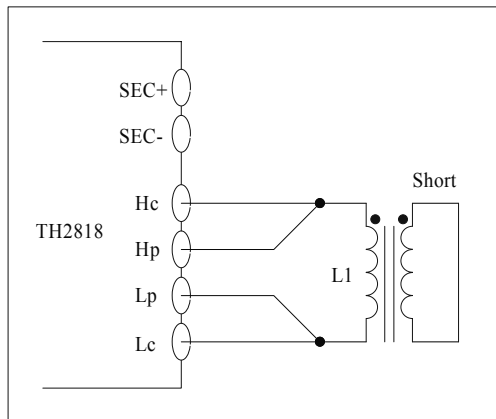 SEC+
SEC-
Hc
Short
TH2818
Hp
L1
Lp
Lc